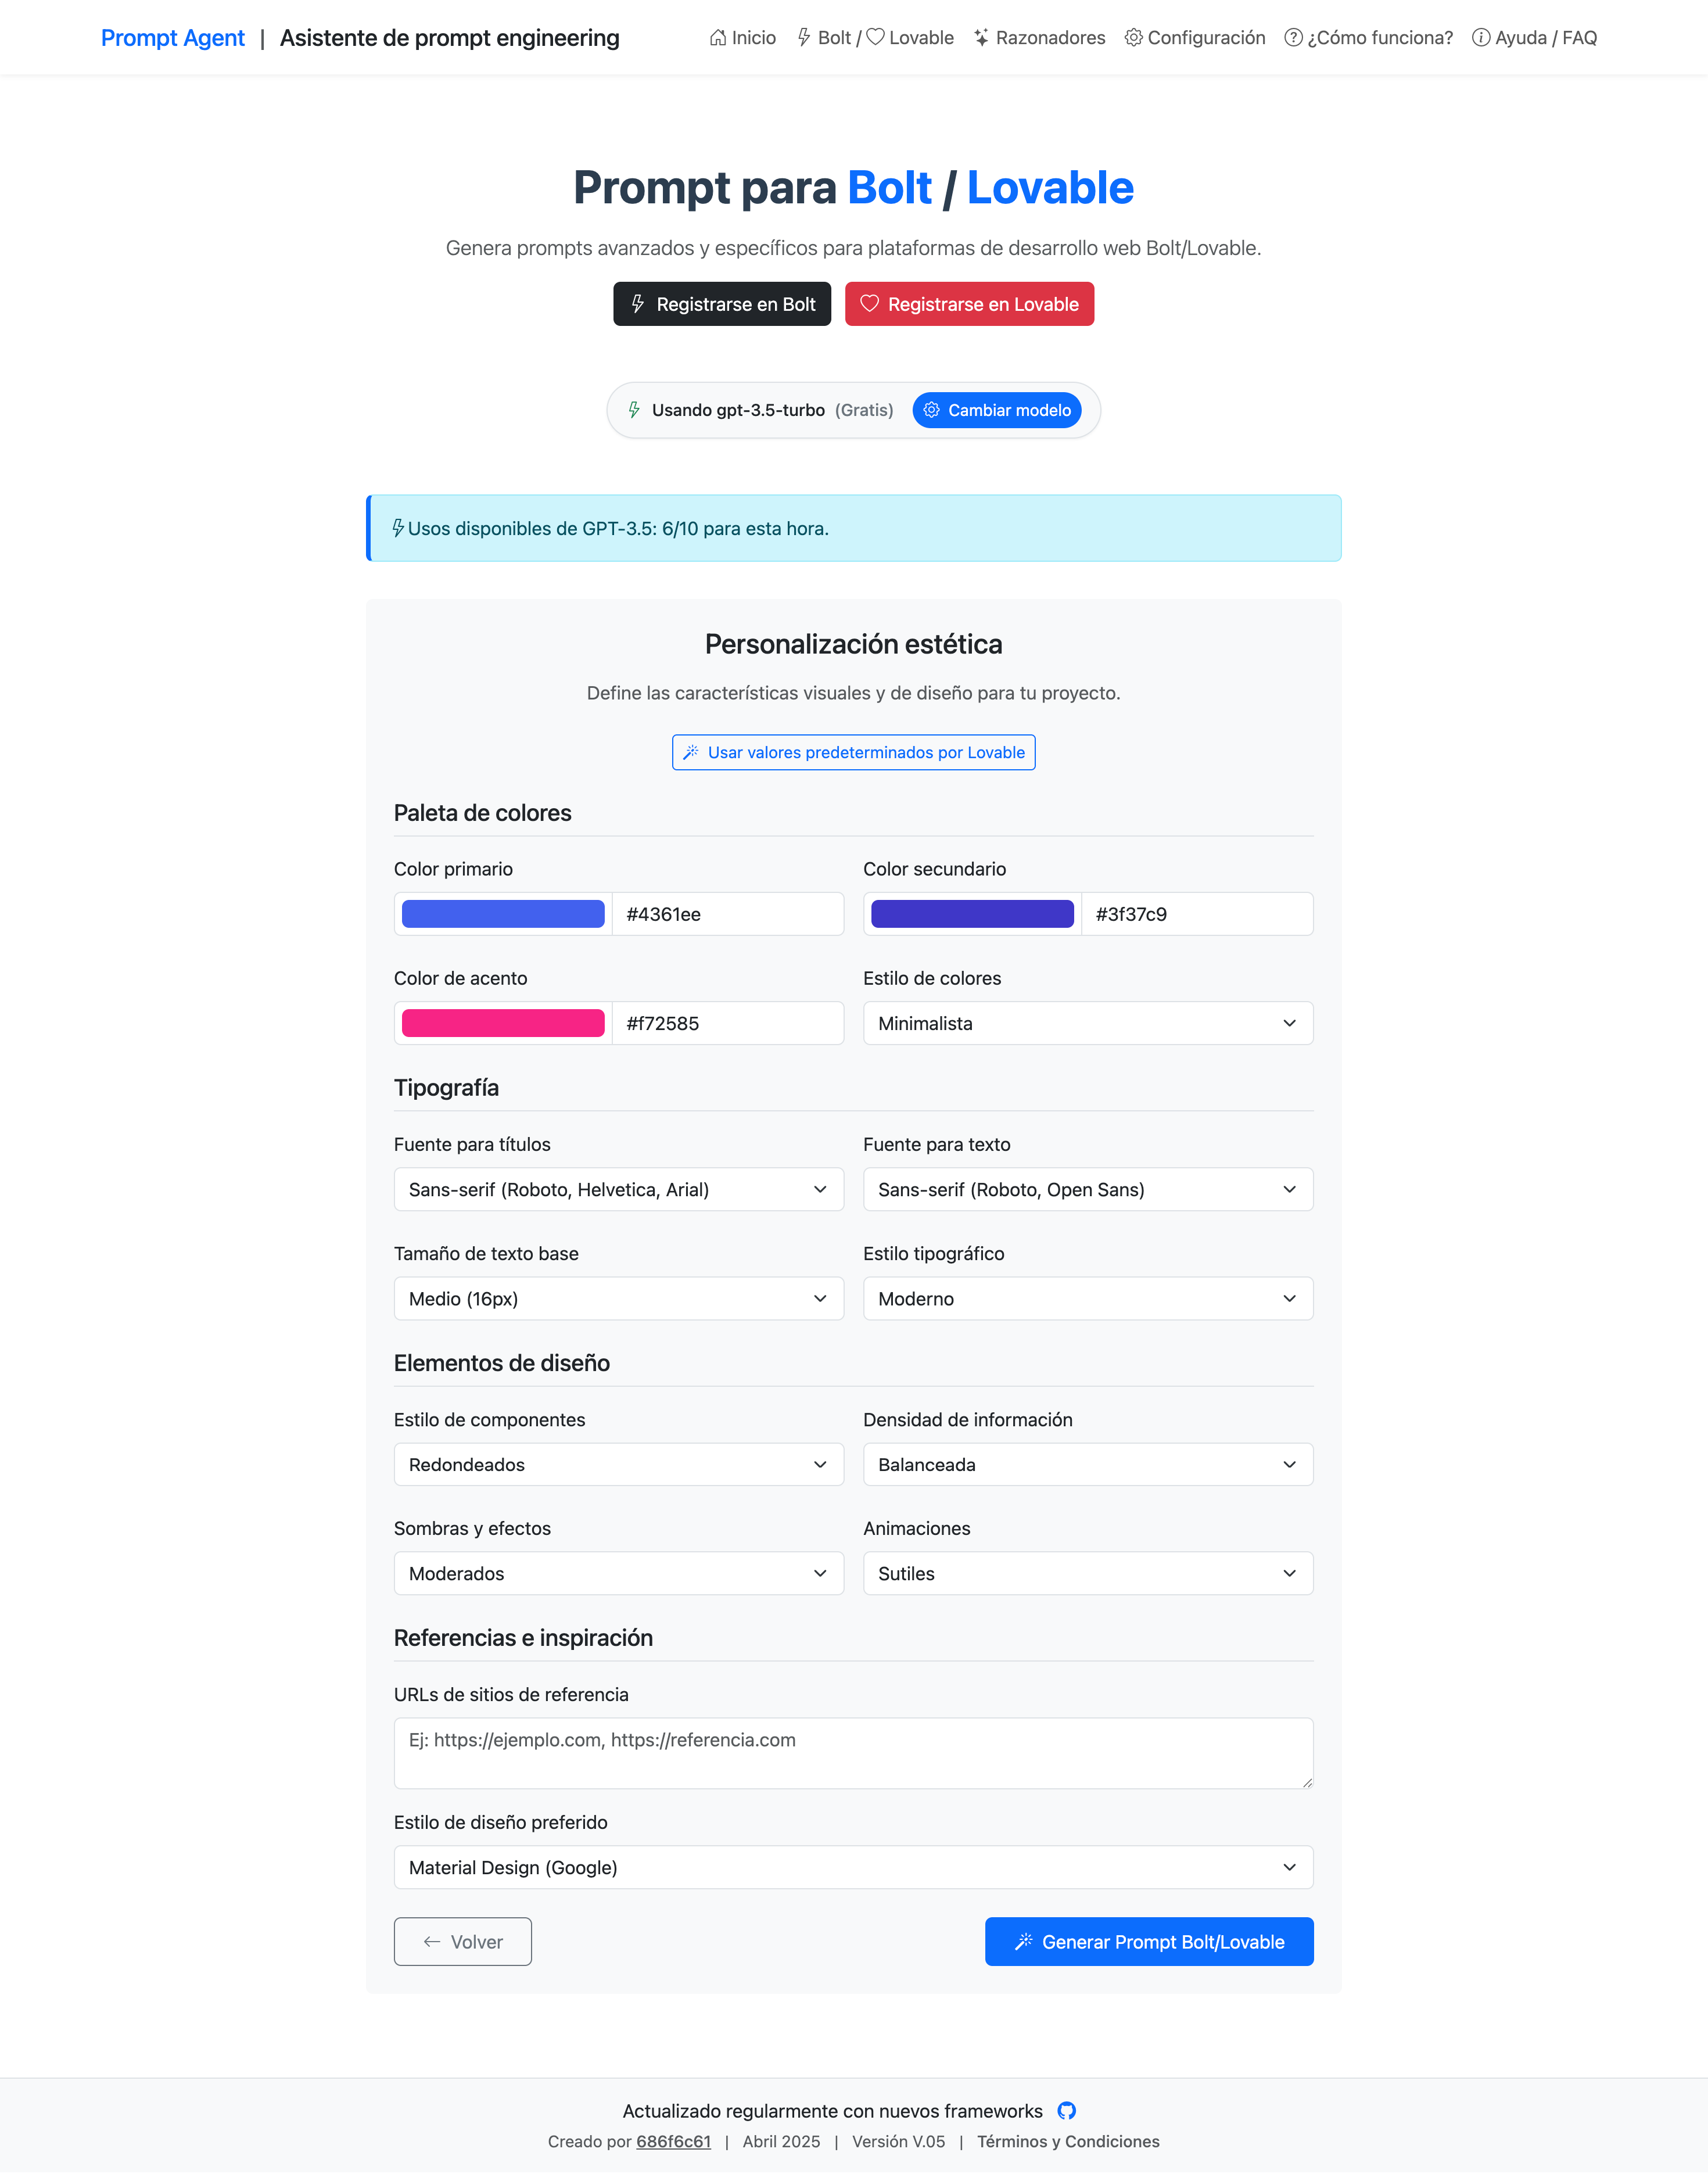 Prompt Agent | Asistente de prompt engineering
Inicio Bolt / Lovable Razonadores Configuración ¿Cómo funciona? Ayuda / FAQ
Prompt para Bolt / Lovable
Genera prompts avanzados y específicos para plataformas de desarrollo web Bolt/Lovable.
Registrarse en Bolt Registrarse en Lovable
Usando gpt-3.5-turbo (Gratis) Cambiar modelo
Usos disponibles de GPT-3.5: 6/10 para esta hora.
Personalización estética
Define las características visuales y de diseño para tu proyecto.
Usar valores predeterminados por Lovable
Paleta de colores
Color primario Color secundario
#4361ee #3f37c9
Color de acento Estilo de colores
#f72585 Minimalista
Tipografía
Fuente para títulos Fuente para texto
Sans-serif (Roboto, Helvetica, Arial) Sans-serif (Roboto, Open Sans)
Tamaño de texto base Estilo tipográfico
Medio (16px) Moderno
Elementos de diseño
Estilo de componentes Densidad de información
Redondeados Balanceada
Sombras y efectos Animaciones
Moderados Sutiles
Referencias e inspiración
URLs de sitios de referencia
Ej: https://ejemplo.com, https://referencia.com
Estilo de diseño preferido
Material Design (Google)
Volver Generar Prompt Bolt/Lovable
Actualizado regularmente con nuevos frameworks
Creado por 686f6c61 | Abril 2025 | Versión V.05 | Términos y Condiciones